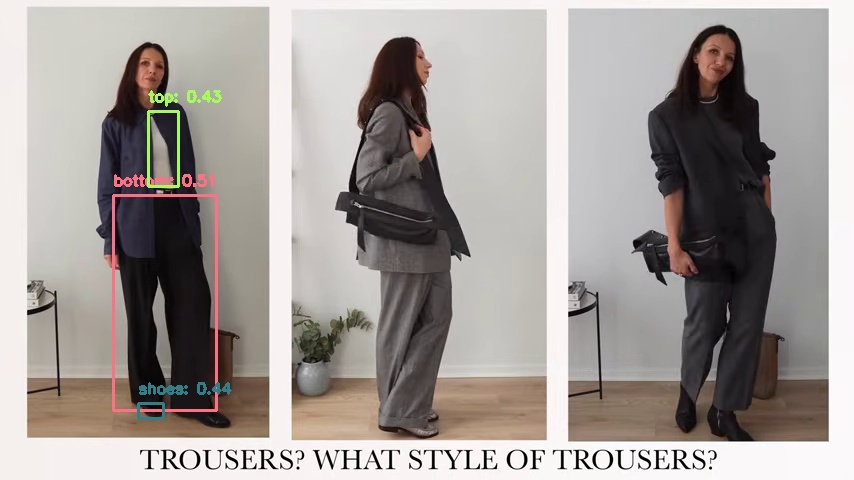 top: 0.43
bottom: 0.51
shoes: 0.44
TROUSERS? WHAT STYLE OF TROUSERS?